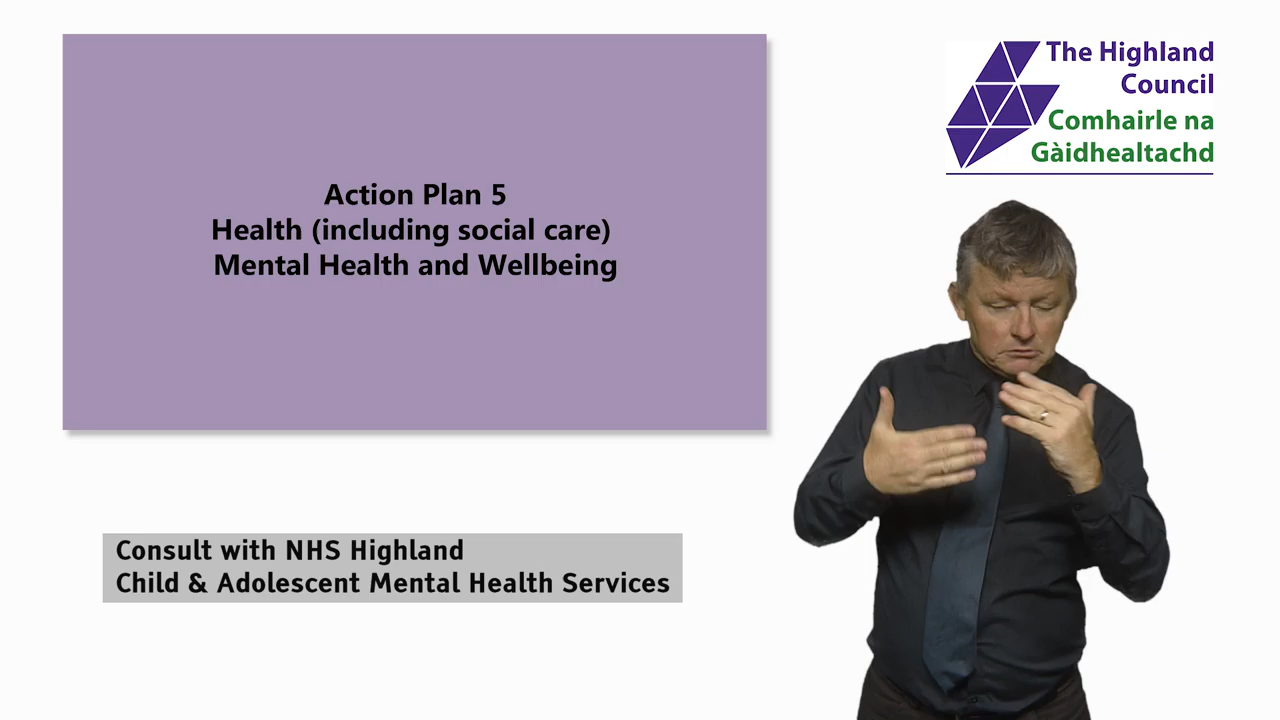 Action Plan 5
Health (including social care)
Mental Health and Wellbeing
The Highland
Council
Comhairle na
Gàidhealtachd
Consult with NHS Highland
Child & Adolescent Mental Health Services